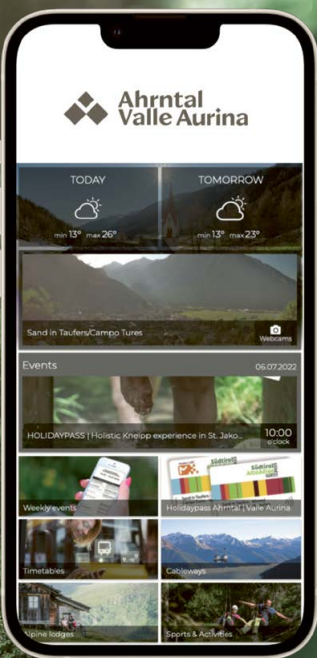 Ahrntal
Valle Aurina
TODAY
TOMORROW
min 13° max 26°
min 13° max 23°
Sand in Taufers/Campo Tures
Webcams
Events
06.07.2022
HOLIDAYPASS | Holistic Kneipp experience in St. Jako...
10:00
o'clock
Weekly events
Südtirol
Südtirol
Holidaypass Ahrntal | Valle Aurina
Timetables
Cableways
Alpine lodges
Sports & Activities